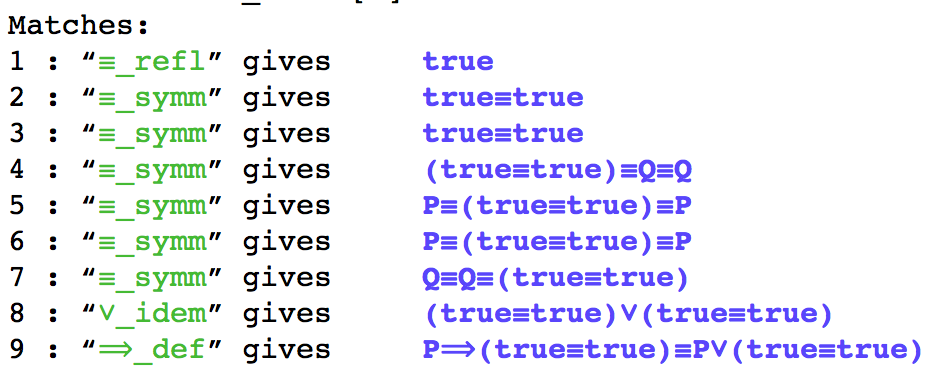 Matches:
1 : “≡_refl” gives     true
2 : “≡_symm” gives     true≡true
3 : “≡_symm” gives     true≡true
4 : “≡_symm” gives     (true≡true)≡Q≡Q
5 : “≡_symm” gives     P≡(true≡true)≡P
6 : “≡_symm” gives     P≡(true≡true)≡P
7 : “≡_symm” gives     Q≡Q≡(true≡true)
8 : “∨_idem” gives     (true≡true)∨(true≡true)
9 : “⟹_def” gives     P⟹(true≡true)≡P∨(true≡true)